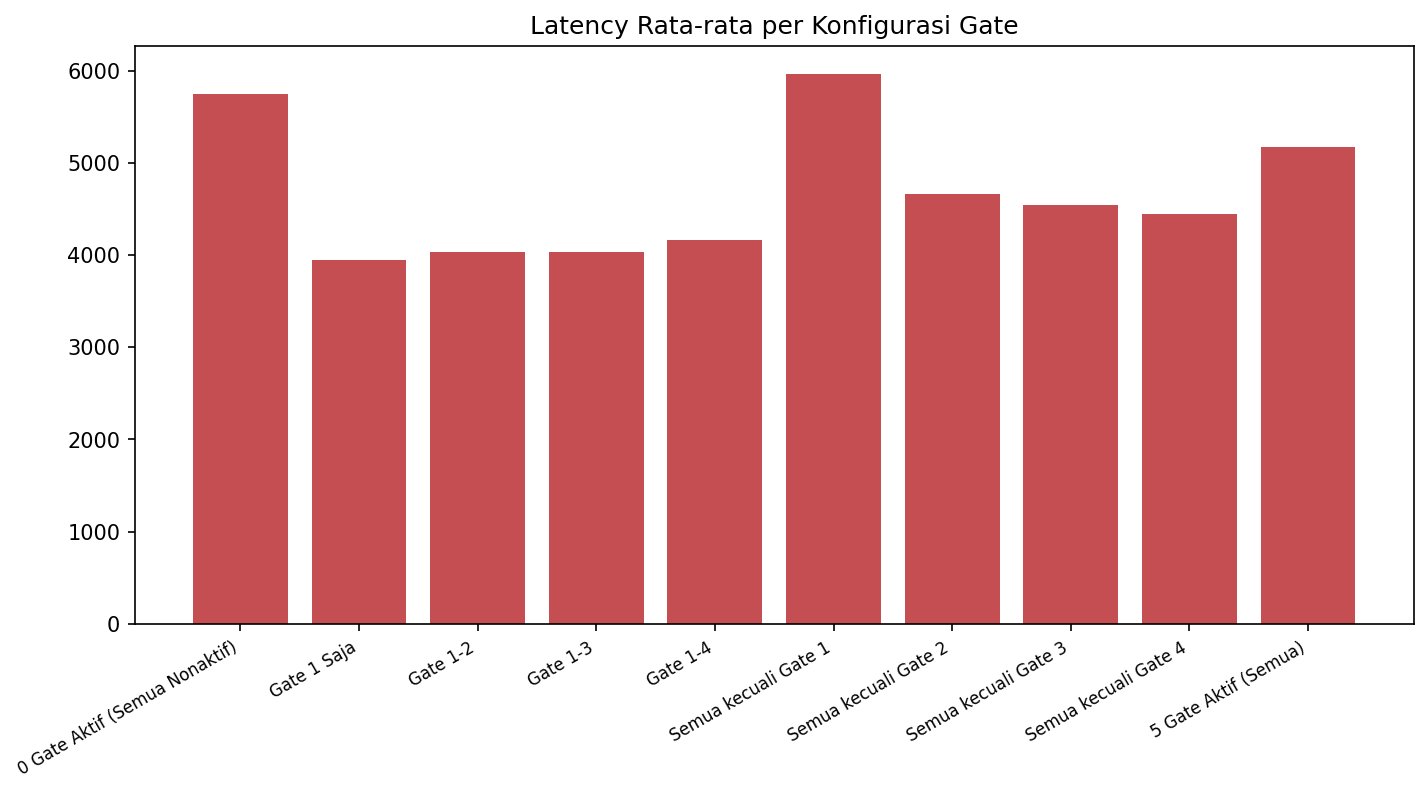 Latency Rata-rata per Konfigurasi Gate
6000
5000
4000
3000
2000
1000
0
0 Gate Aktif (Semua Nonaktif)
Gate 1 Saja
Gate 1-2
Gate 1-3
Gate 1-4
Semua kecuali Gate 1
Semua kecuali Gate 2
Semua kecuali Gate 3
Semua kecuali Gate 4
5 Gate Aktif (Semua)